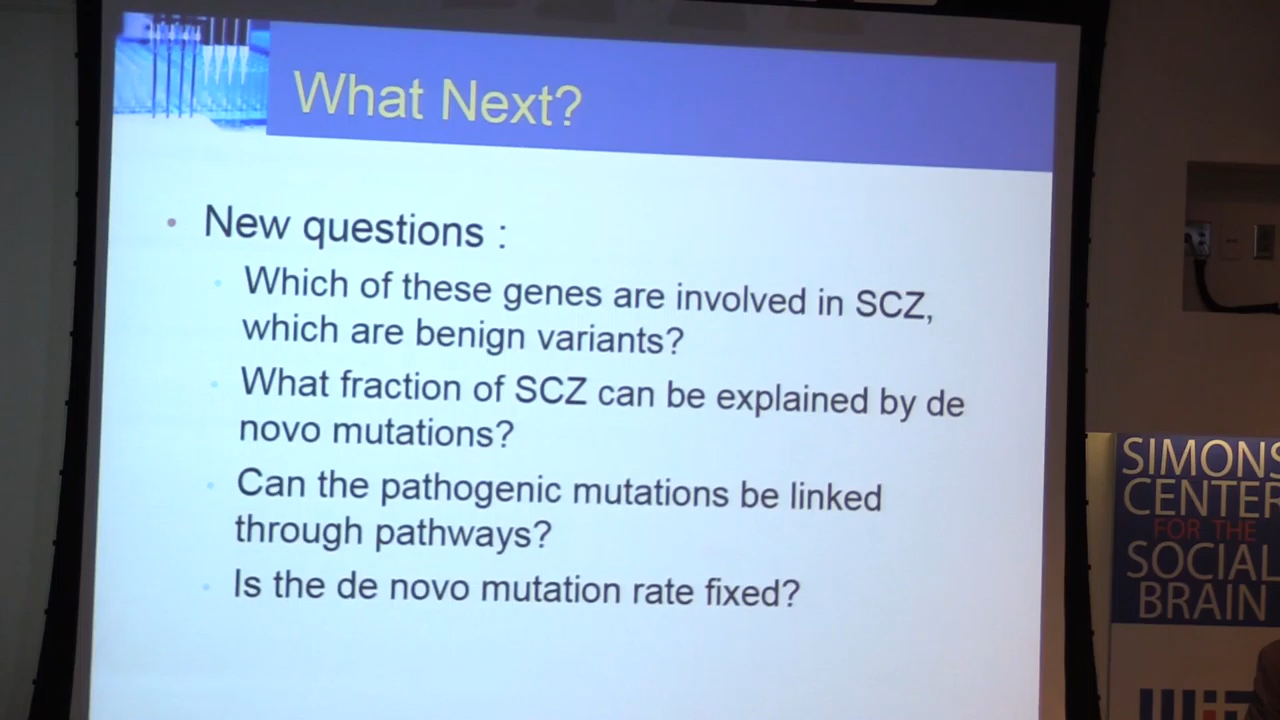 What Next?
New questions :
Which of these genes are involved in SCZ,
which are benign variants?
What fraction of SCZ can be explained by de
novo mutations?
Can the pathogenic mutations be linked
through pathways?
Is the de novo mutation rate fixed?
SIMONS
CENTER
FOR THE
SOCIAL
BRAIN